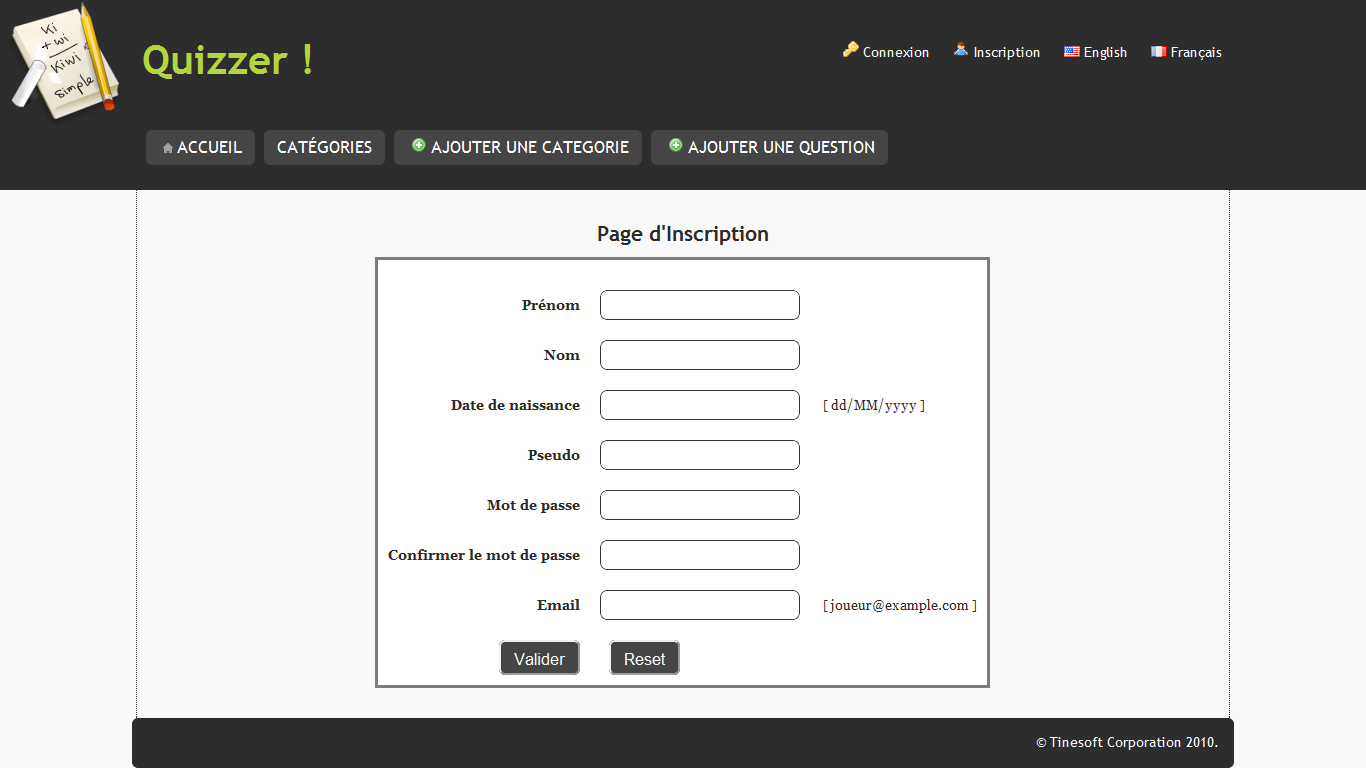 Ki
+ wi
Kiwi
simple
Quizzer !
Connexion Inscription English Français
ACCUEIL CATÉGORIES AJOUTER UNE CATEGORIE AJOUTER UNE QUESTION
Page d'Inscription
Prénom
Nom
Date de naissance [ dd/MM/yyyy ]
Pseudo
Mot de passe
Confirmer le mot de passe
Email [ joueur@example.com ]
Valider Reset
© Tinesoft Corporation 2010.